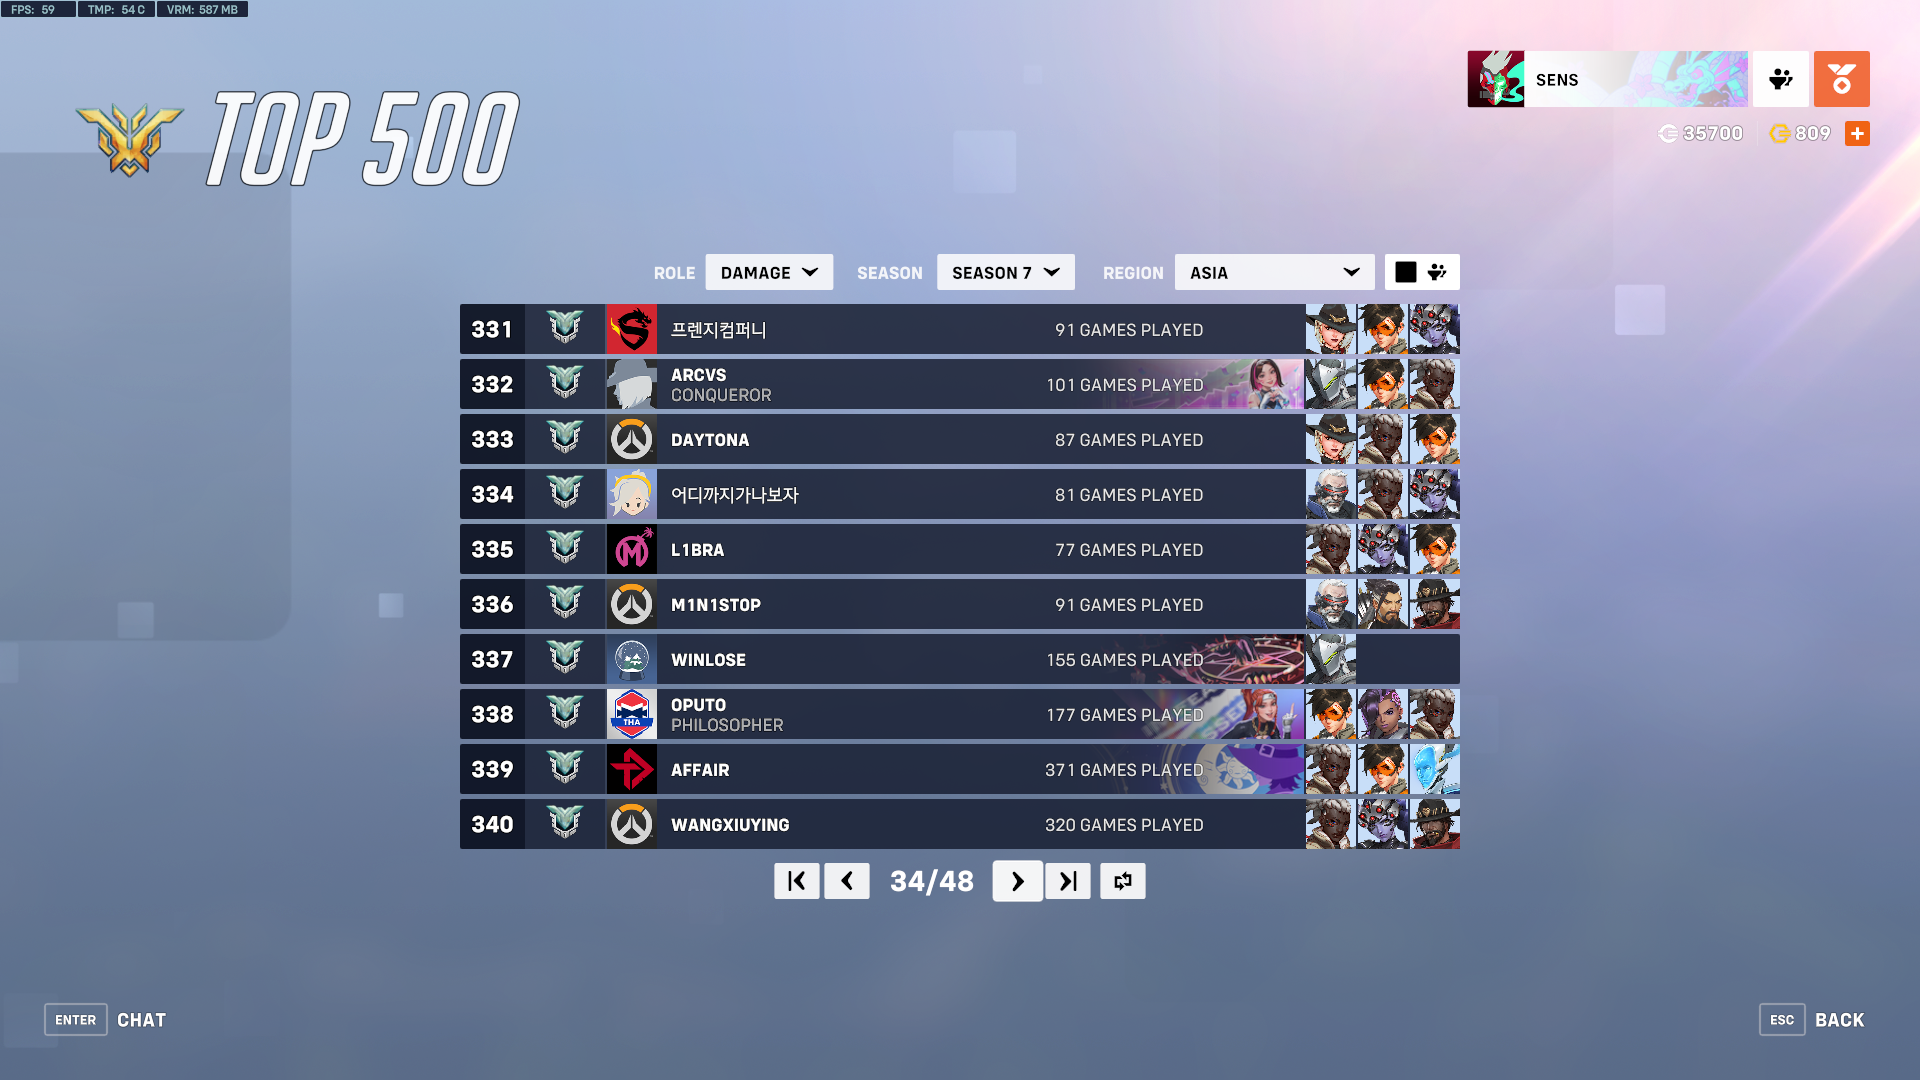 FPS: 59 TMP: 54 C VRM: 587 MB
TOP 500
SENS
35700 809
ROLE DAMAGE SEASON SEASON 7 REGION ASIA
331 프렌지컴퍼니 91 GAMES PLAYED
332 ARCVS 101 GAMES PLAYED
CONQUEROR
333 DAYTONA 87 GAMES PLAYED
334 어디까지가나보자 81 GAMES PLAYED
335 L1BRA 77 GAMES PLAYED
336 M1N1STOP 91 GAMES PLAYED
337 WINLOSE 155 GAMES PLAYED
338 THA OPUTO 177 GAMES PLAYED
PHILOSOPHER
339 AFFAIR 371 GAMES PLAYED
340 WANGXIUYING 320 GAMES PLAYED
34/48
ENTER CHAT
ESC BACK